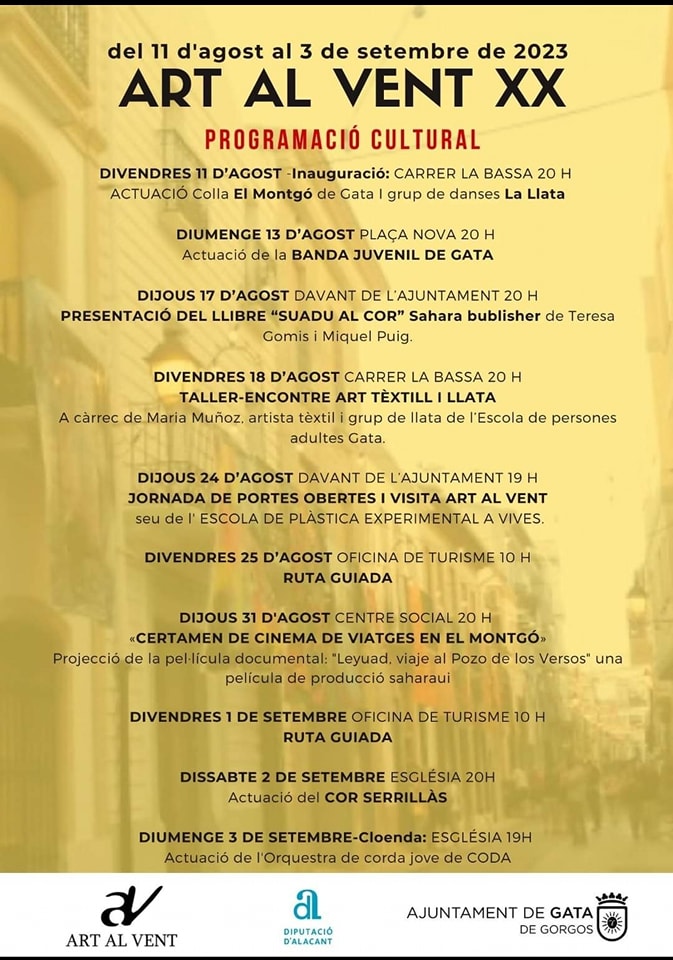 del 11 d'agost al 3 de setembre de 2023
ART AL VENT XX
PROGRAMACIÓ CULTURAL
DIVENDRES 11 D'AGOST -Inauguració: CARRER LA BASSA 20 H
ACTUACIÓ Colla El Montgó de Gata I grup de danses La Llata
DIUMENGE 13 D'AGOST PLAÇA NOVA 20 H
Actuació de la BANDA JUVENIL DE GATA
DIJOUS 17 D'AGOST DAVANT DE L'AJUNTAMENT 20 H
PRESENTACIÓ DEL LLIBRE “SUADU AL COR” Sahara bublisher de Teresa
Gomis i Miquel Puig.
DIVENDRES 18 D'AGOST CARRER LA BASSA 20 H
TALLER-ENCONTRE ART TÈXTILL I LLATA
A càrrec de Maria Muñoz, artista tèxtil i grup de llata de l'Escola de persones
adultes Gata.
DIJOUS 24 D'AGOST DAVANT DE L'AJUNTAMENT 19 H
JORNADA DE PORTES OBERTES I VISITA ART AL VENT
seu de l' ESCOLA DE PLÀSTICA EXPERIMENTAL A VIVES.
DIVENDRES 25 D'AGOST OFICINA DE TURISME 10 H
RUTA GUIADA
DIJOUS 31 D'AGOST CENTRE SOCIAL 20 H
«CERTAMEN DE CINEMA DE VIATGES EN EL MONTGÓ»
Projecció de la pel·lícula documental: "Leyuad, viaje al Pozo de los Versos" una
película de producció saharaui
DIVENDRES 1 DE SETEMBRE OFICINA DE TURISME 10 H
RUTA GUIADA
DISSABTE 2 DE SETEMBRE ESGLÉSIA 20H
Actuació del COR SERRILLÀS
DIUMENGE 3 DE SETEMBRE-Cloenda: ESGLÉSIA 19H
Actuació de l'Orquestra de corda jove de CODA
ART AL VENT
DIPUTACIÓ
D'ALACANT
AJUNTAMENT DE GATA
DE GORGOS